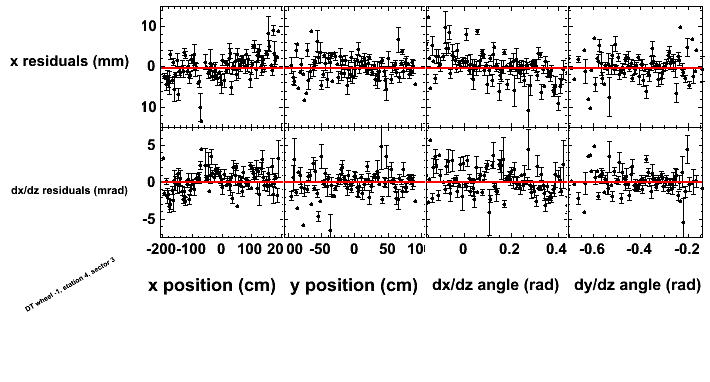 10
x residuals (mm)
0
10
5
dx/dz residuals (mrad)
0
-5
-200 -100 0 100 20 00 -50 0 50 10 0 0.2 0.4 -0.6 -0.4 -0.2
x position (cm) y position (cm) dx/dz angle (rad) dy/dz angle (rad)
DT wheel -1, station 4, sector 3